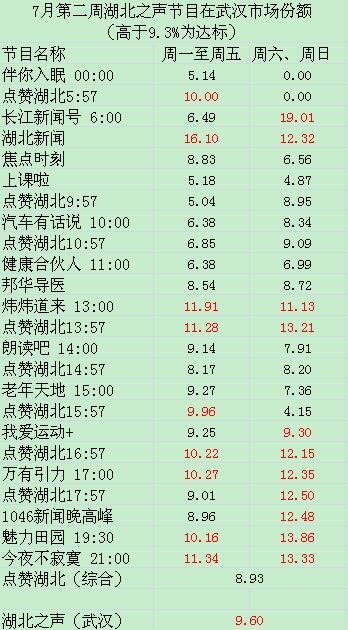 7月第二周湖北之声节目在武汉市场份额
（高于9.3%为达标）
节目名称 周一至周五 周六、周日
伴你入眠 00:00 5.14 0.00
点赞湖北5:57 10.00 0.00
长江新闻号 6:00 6.49 19.01
湖北新闻 16.10 12.32
焦点时刻 8.83 6.56
上课啦 5.18 4.87
点赞湖北9:57 5.04 8.95
汽车有话说 10:00 6.38 8.34
点赞湖北10:57 6.85 9.09
健康合伙人 11:00 6.38 6.99
邦华导医 8.54 8.72
炜炜道来 13:00 11.91 11.13
点赞湖北13:57 11.28 13.21
朗读吧 14:00 9.14 7.91
点赞湖北14:57 8.17 8.20
老年天地 15:00 9.27 7.36
点赞湖北15:57 9.96 4.15
我爱运动+ 9.25 9.30
点赞湖北16:57 10.22 12.15
万有引力 17:00 10.27 12.35
点赞湖北17:57 9.01 12.50
1046新闻晚高峰 8.96 12.48
魅力田园 19:30 10.16 13.86
今夜不寂寞 21:00 11.34 13.33
点赞湖北（综合） 8.93
湖北之声（武汉） 9.60